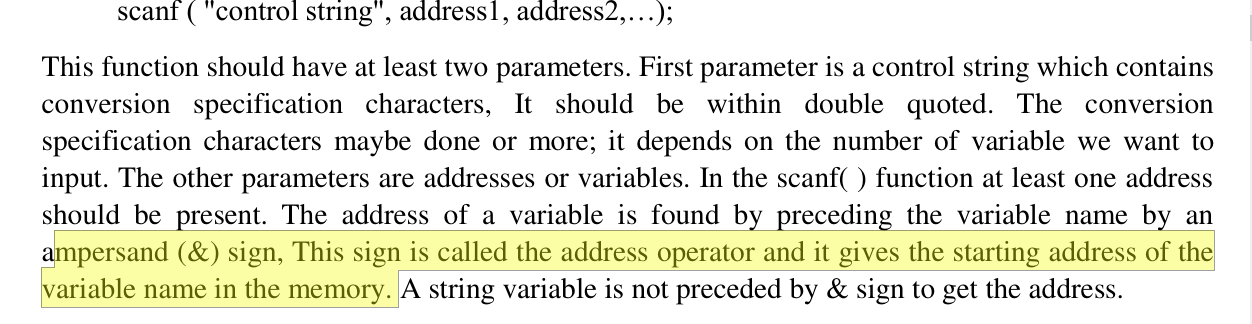 scanf ( "control string", address1, address2,…);
This function should have at least two parameters. First parameter is a control string which contains
conversion specification characters, It should be within double quoted. The conversion
specification characters maybe done or more; it depends on the number of variable we want to
input. The other parameters are addresses or variables. In the scanf( ) function at least one address
should be present. The address of a variable is found by preceding the variable name by an
ampersand (&) sign, This sign is called the address operator and it gives the starting address of the
variable name in the memory. A string variable is not preceded by & sign to get the address.